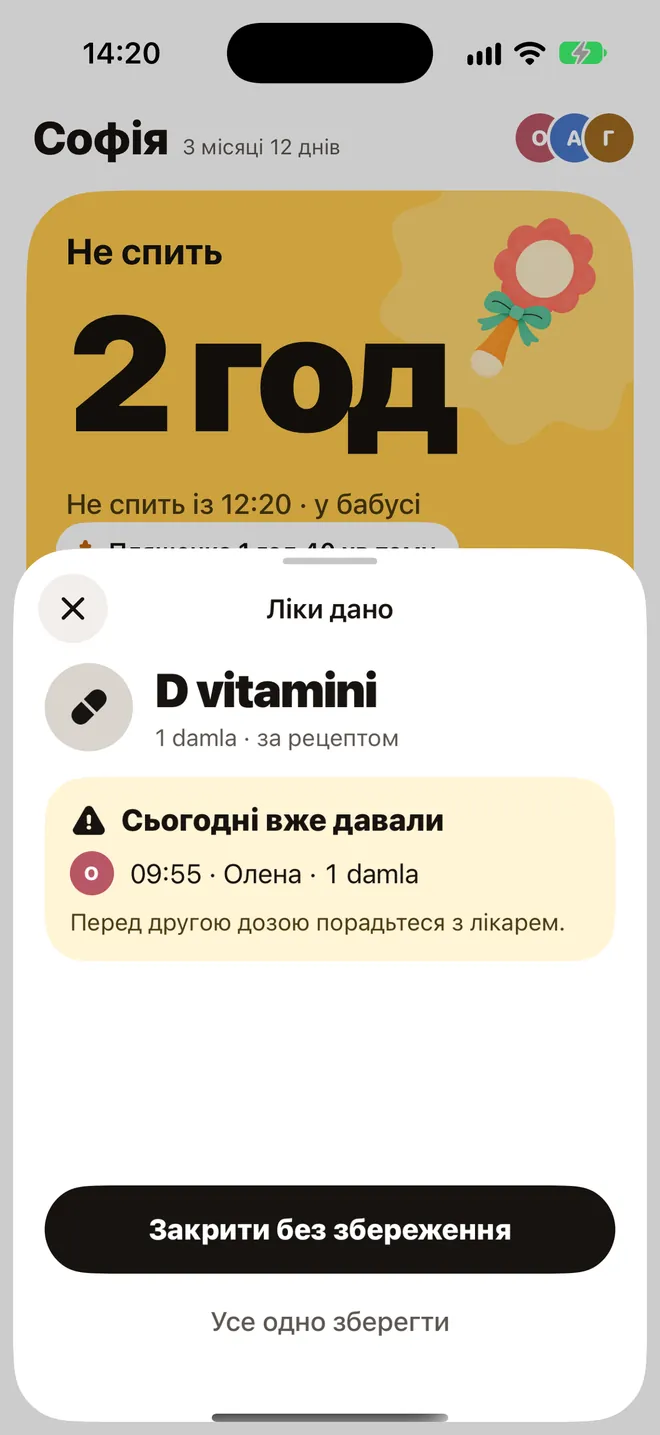 14:20
Софія 3 місяці 12 днів
О А Г
Не спить
2 год
Не спить із 12:20 · у бабусі
Ліки дано
D vitamini
1 damla · за рецептом
Сьогодні вже давали
О 09:55 · Олена · 1 damla
Перед другою дозою порадьтеся з лікарем.
Закрити без збереження
Усе одно зберегти